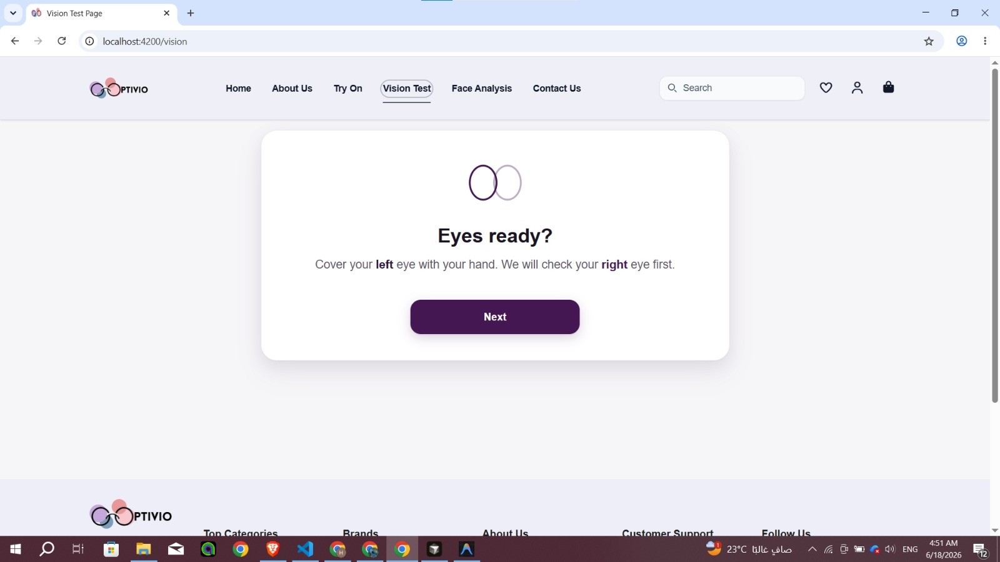 Vision Test Page
localhost:4200/vision
PTIVIO
Home
About Us
Try On
Vision Test
Face Analysis
Contact Us
Search
Eyes ready?
Cover your left eye with your hand. We will check your right eye first.
Next
PTIVIO
Top Categories
Brands
About Us
Customer Support
Follow Us
1
23°C
صافٍ غالبًا
ENG
4:51 AM
6/18/2026
12